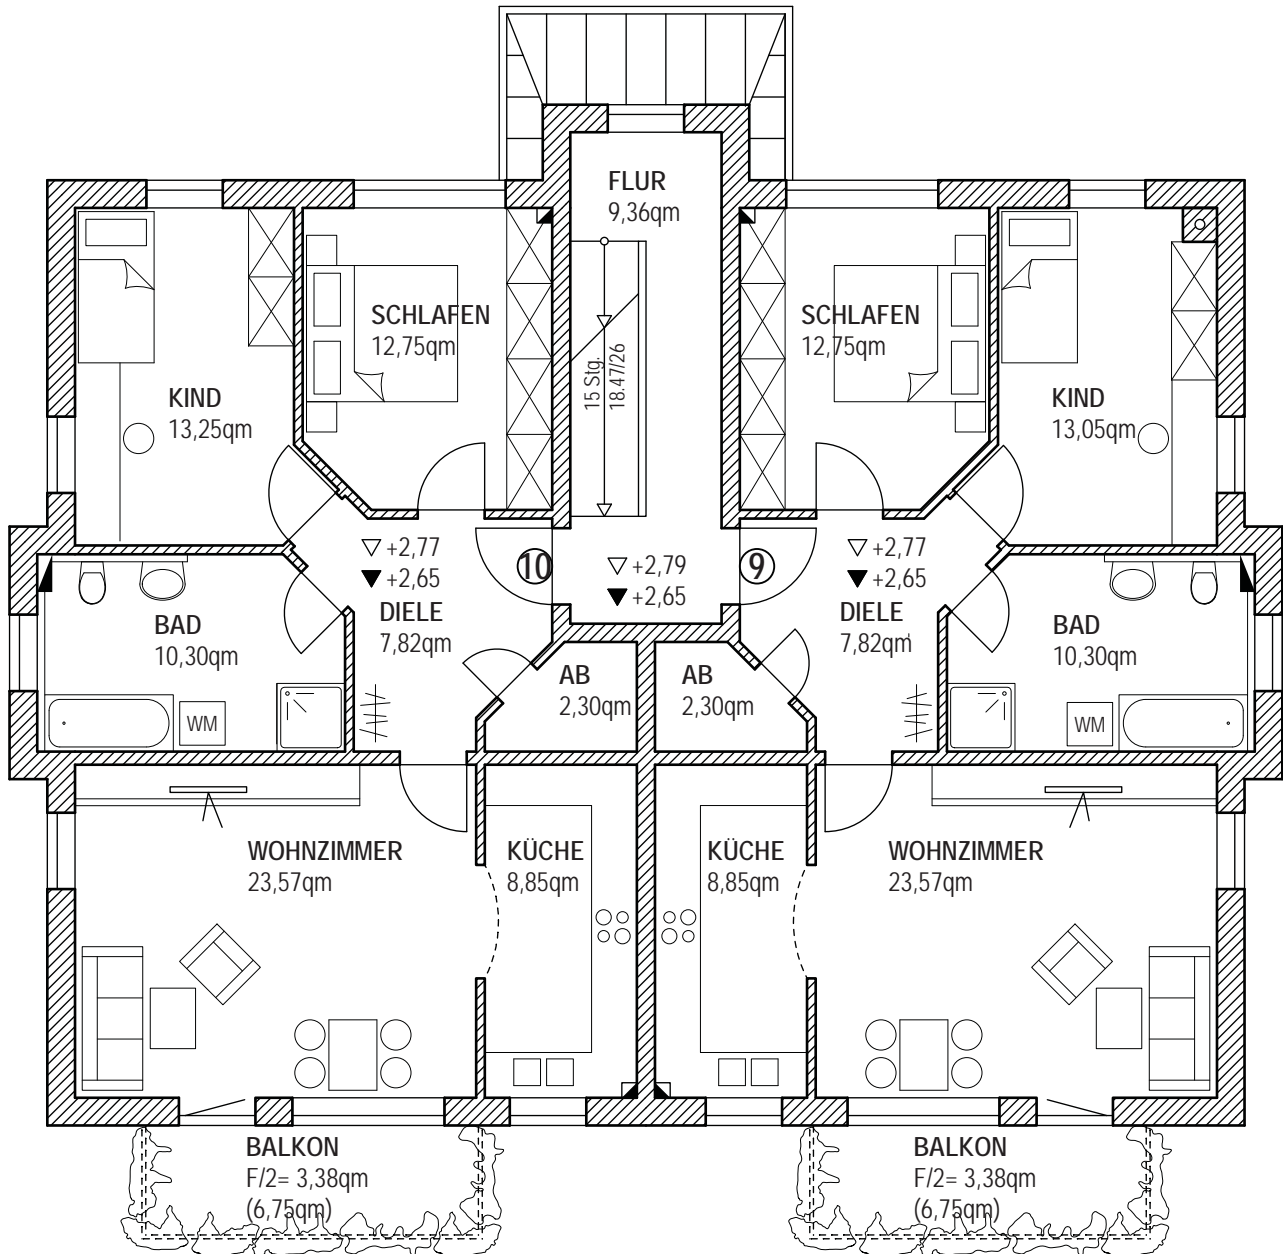 FLUR
9,36qm
SCHLAFEN
12,75qm
SCHLAFEN
12,75qm
15 Stg.
18.47/26
KIND
13,25qm
KIND
13,05qm
+2,77
+2,65
10
+2,79
+2,65
9
+2,77
+2,65
DIELE
7,82qm
DIELE
7,82qm
BAD
10,30qm
BAD
10,30qm
AB
2,30qm
AB
2,30qm
WM
WM
WOHNZIMMER
23,57qm
KÜCHE
8,85qm
KÜCHE
8,85qm
WOHNZIMMER
23,57qm
BALKON
F/2= 3,38qm
(6,75qm)
BALKON
F/2= 3,38qm
(6,75qm)